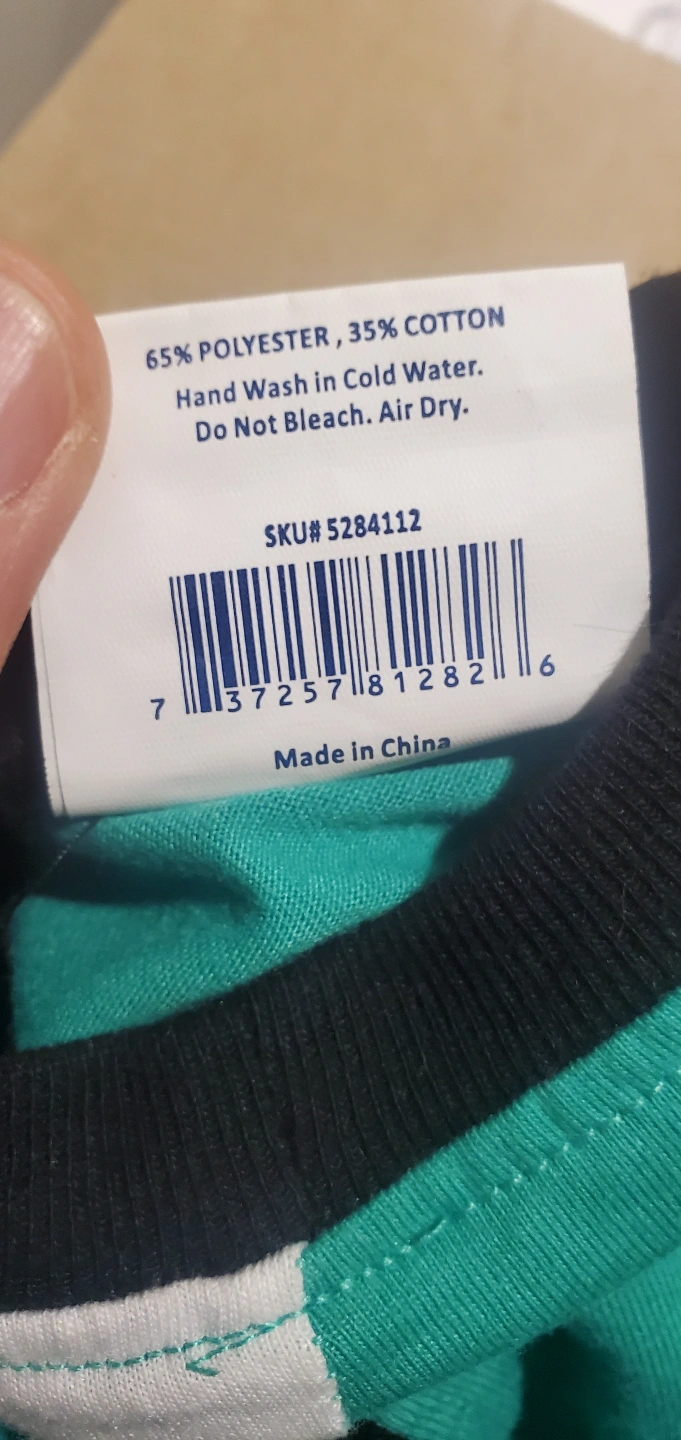 65% POLYESTER , 35% COTTON
Hand Wash in Cold Water.
Do Not Bleach. Air Dry.
SKU# 5284112
7 37257 81282 6
Made in China